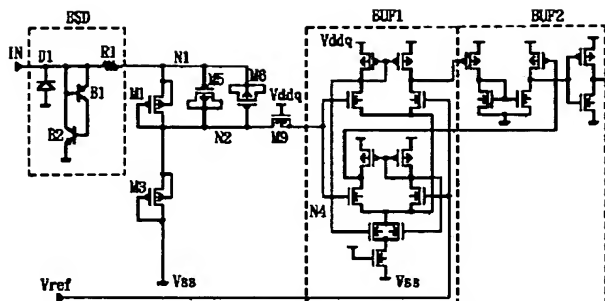 BSD
BUF1
BUF2
IN
D1
R1
N1
Vddq
M5
M6
B1
M1
Vddq
B2
N2
M9
M3
N4
Vss
Vss
Vref